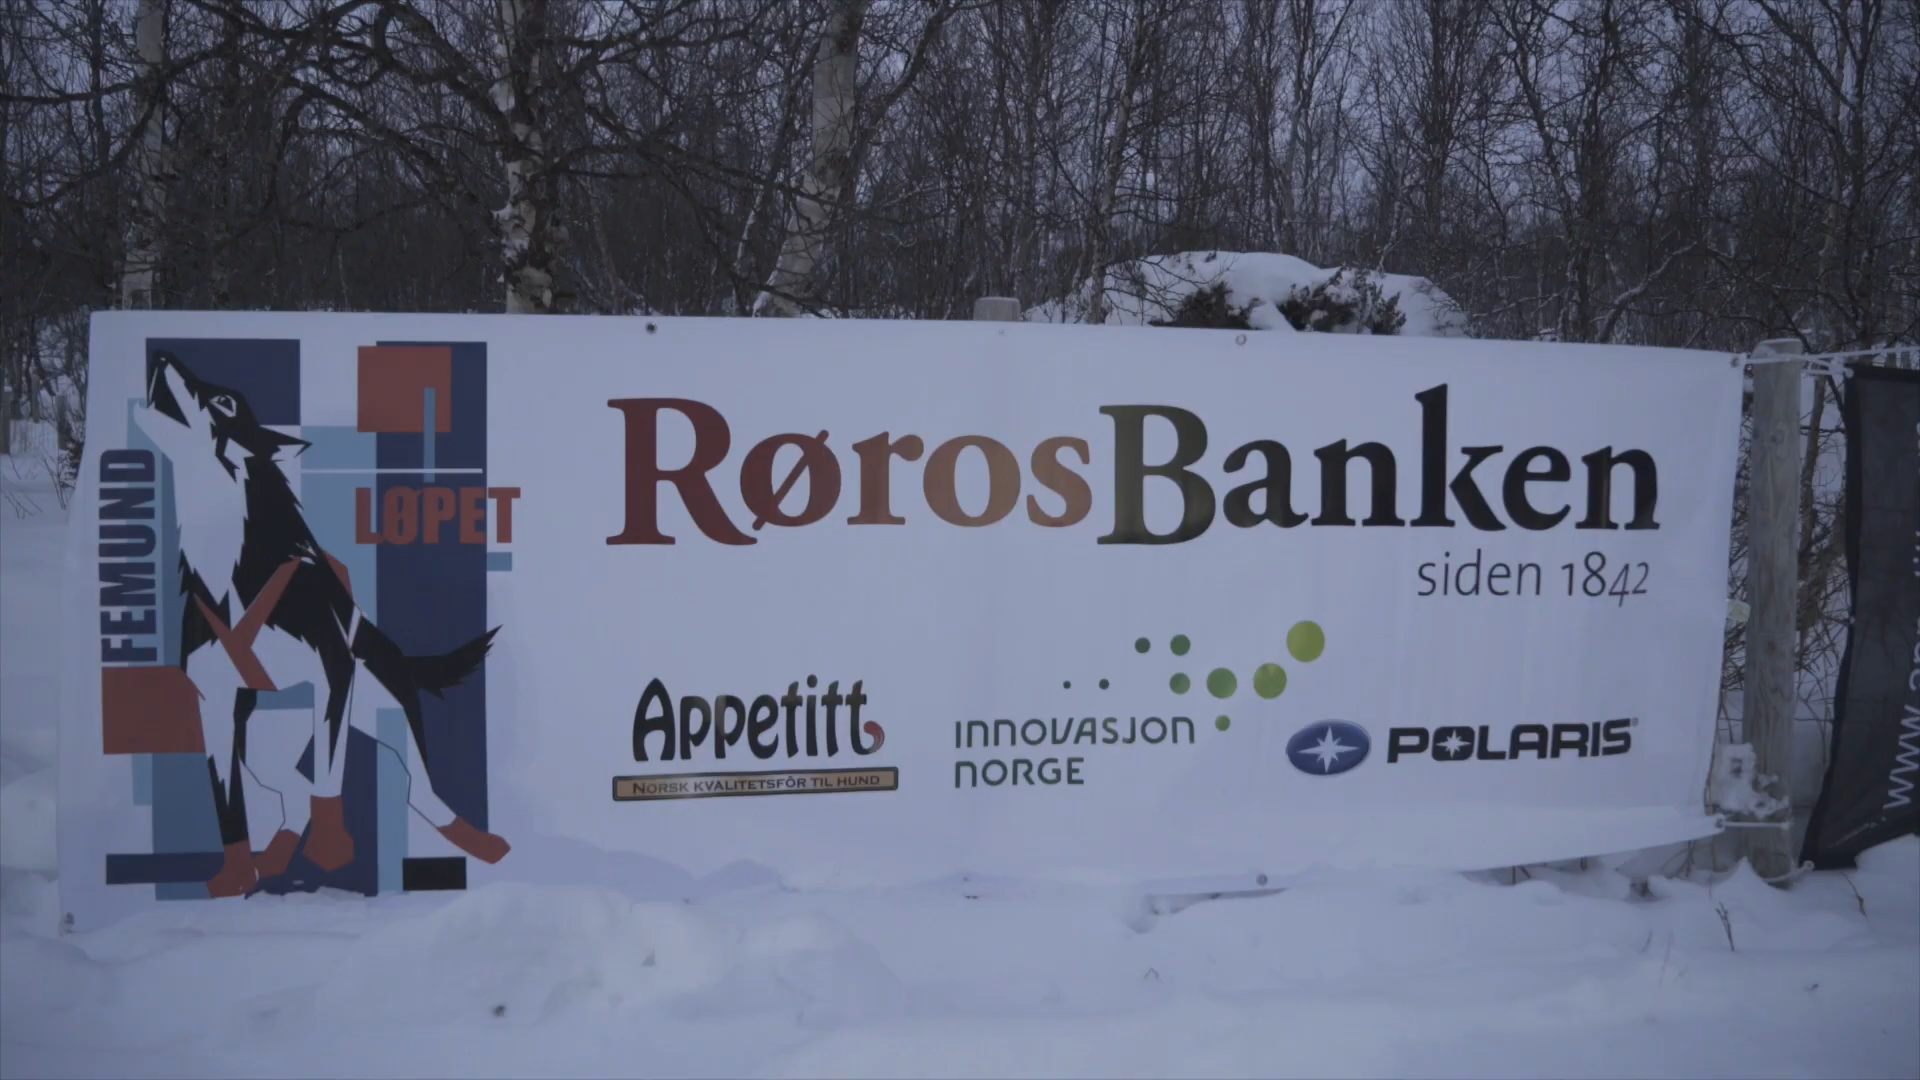 FEMUND
LØPET
RørosBanken
siden 1842
Appetitt
NORSK KVALITETSFÔR TIL HUND
INNOVASJON
NORGE
POLARIS